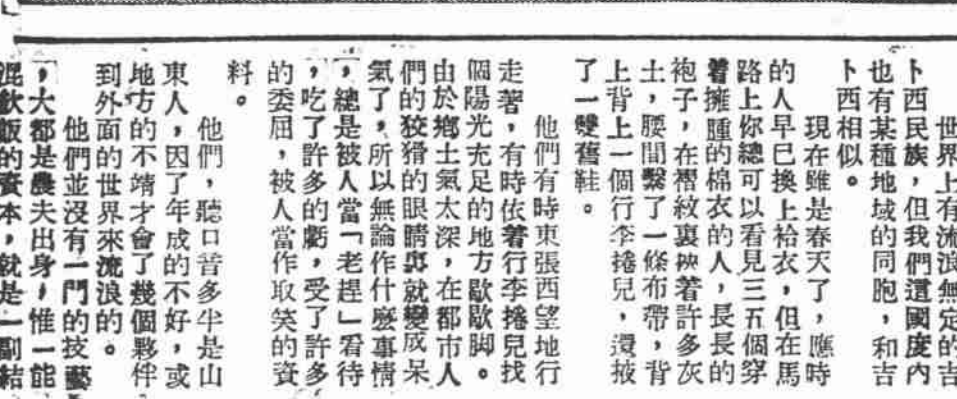 世界上有流浪無定的吉
卜西民族，但我們這國度內
也有某種地域的同胞，和吉
卜西相似。
現在雖是春天了，應時
的人早已換上袷衣，但在馬
路上你總可以看見三五個穿
着擁腫的棉衣的人，長長的
袍子，在褶紋裏袂着許多灰
土，腰間繫了一條布帶，背
上背上一個行李捲兒，還掖
了一雙舊鞋。
他們有時東張西望地行
走著，有時依着行李捲兒找
個陽光充足的地方歇歇脚。
由於鄉土氣太深，在都市人
們的狡猾的眼睛裏就變成呆
氣了，所以無論作什麼事情
，總是被人當「老趕」看待
，吃了許多的虧，受了許多
的委屈，被人當作取笑的資
料。
他們，聽口音多半是山
東人，因了年成的不好，或
地方的不靖才會了幾個夥伴
到外面的世界來流浪的。
他們並沒有一門的技藝
，大都是農夫出身，惟一能
混飲飯的資本，就是一副結